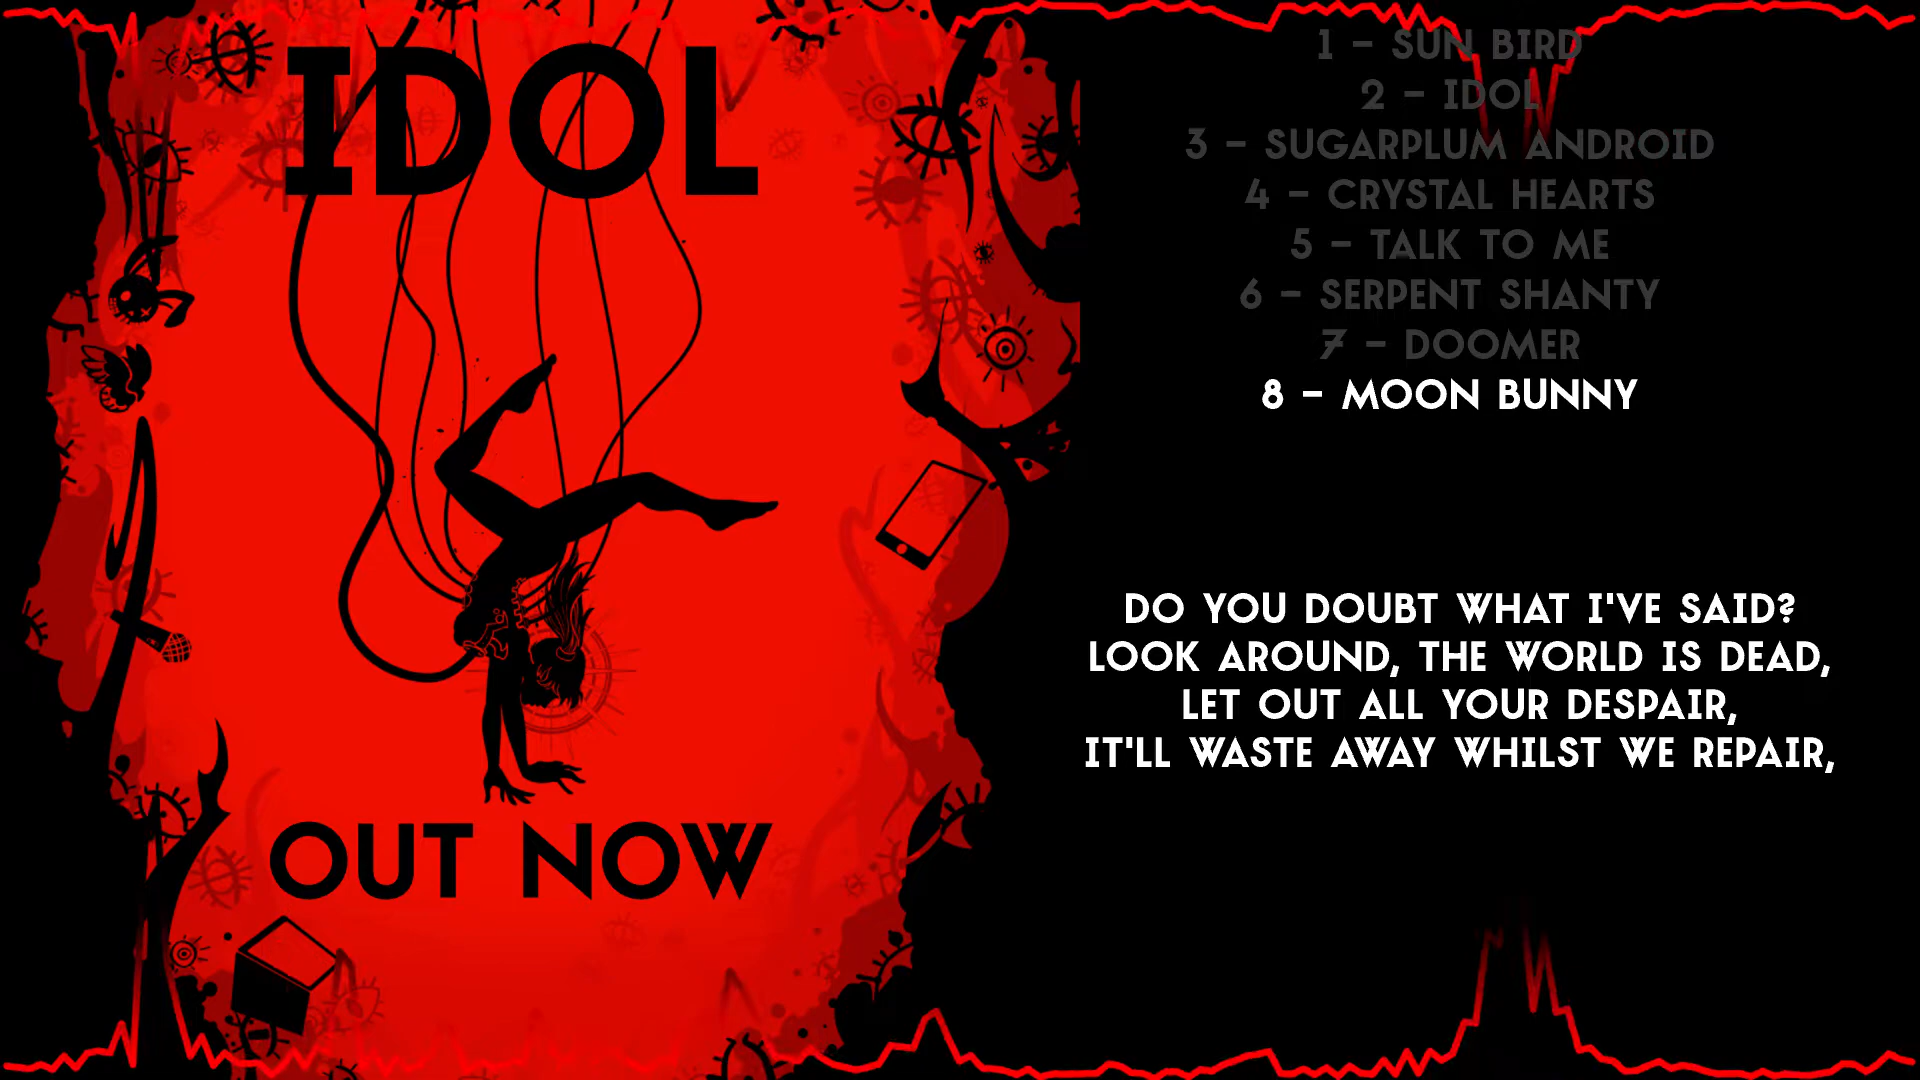 IDOL
OUT NOW
1 - SUN BIRD
2 - IDOL
3 - SUGARPLUM ANDROID
4 - CRYSTAL HEARTS
5 - TALK TO ME
6 - SERPENT SHANTY
7 - DOOMER
8 - MOON BUNNY
DO YOU DOUBT WHAT I'VE SAID?
LOOK AROUND, THE WORLD IS DEAD,
LET OUT ALL YOUR DESPAIR,
IT'LL WASTE AWAY WHILST WE REPAIR,